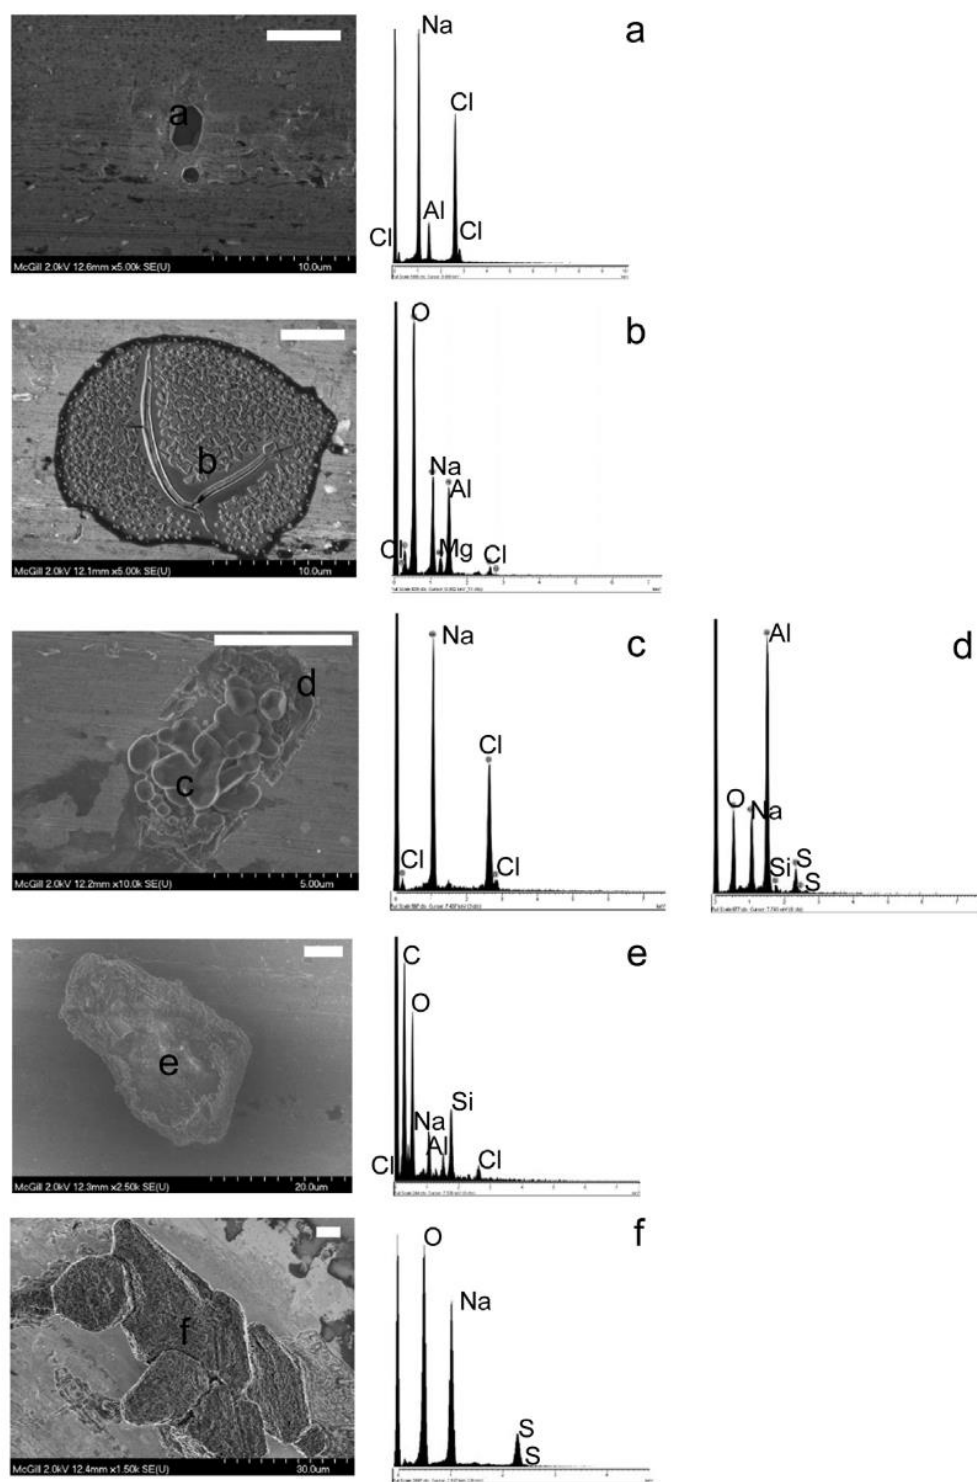 a
Na
Cl
Al
Cl
Cl
a
McGill 2.0kV 12.6mm x5.00k SE(U) 10.0um
b
O
Na
Al
Cl
Mg
Cl
b
McGill 2.0kV 12.1mm x5.00k SE(U) 10.0um
c
d
Na
Cl
Cl
Cl
c
Al
O
Na
Si
S
S
d
McGill 2.0kV 12.2mm x10.0k SE(U) 5.00um
e
C
O
Na
Al
Si
Cl
Cl
e
McGill 2.0kV 12.3mm x2.50k SE(U) 20.0um
f
O
Na
S
S
f
McGill 2.0kV 12.4mm x1.50k SE(U) 30.0um